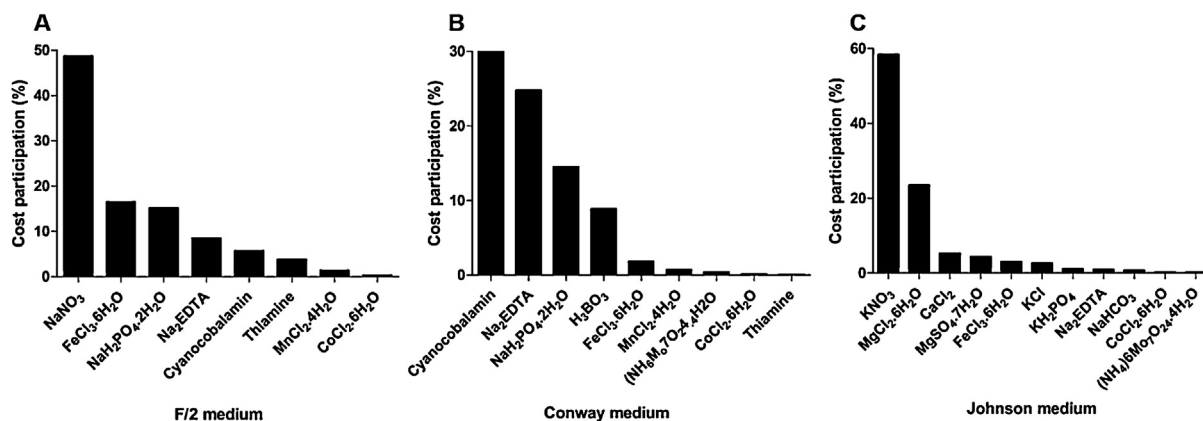 A
Cost participation (%)
50
40
30
20
10
0
NaNO₃
FeCl₃.6H₂O
NaH₂PO₄.2H₂O
Na₂EDTA
Cyanocobalamin
Thiamine
MnCl₂.4H₂O
CoCl₂.6H₂O
F/2 medium
B
Cost participation (%)
30
20
10
0
Cyanocobalamin
Na₂EDTA
NaH₂PO₄.2H₂O
H₃BO₃
FeCl₃.6H₂O
MnCl₂.4H₂O
(NH₆M₀7O₂4.4H2O
CoCl₂.6H₂O
Thiamine
Conway medium
C
Cost participation (%)
60
40
20
0
KNO₃
MgCl₂.6H₂O
CaCl₂
MgSO₄.7H₂O
FeCl₃.6H₂O
KCl
KH₂PO₄
Na₂EDTA
NaHCO₃
CoCl₂.6H₂O
(NH₄)6Mo₇O₂4.4H₂O
Johnson medium